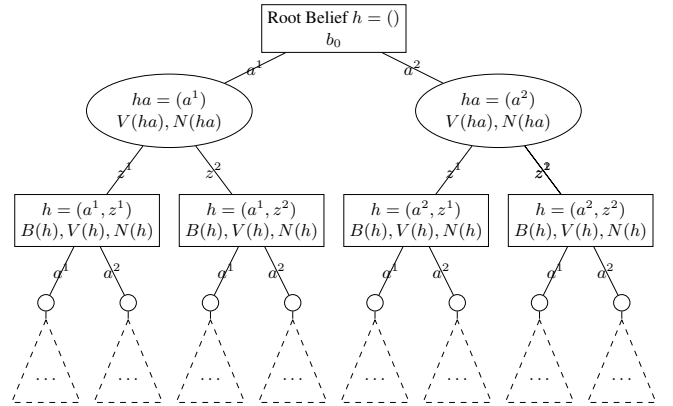 Root Belief h = ()
b₀
a¹ a²
ha = (a¹)
V(ha), N(ha)
ha = (a²)
V(ha), N(ha)
z¹ z² z¹
h = (a¹, z¹)
B(h), V(h), N(h)
h = (a¹, z²)
B(h), V(h), N(h)
h = (a², z¹)
B(h), V(h), N(h)
h = (a², z²)
B(h), V(h), N(h)
a¹ a² a¹ a² a¹ a² a¹ a²
... ... ... ... ... ... ... ...